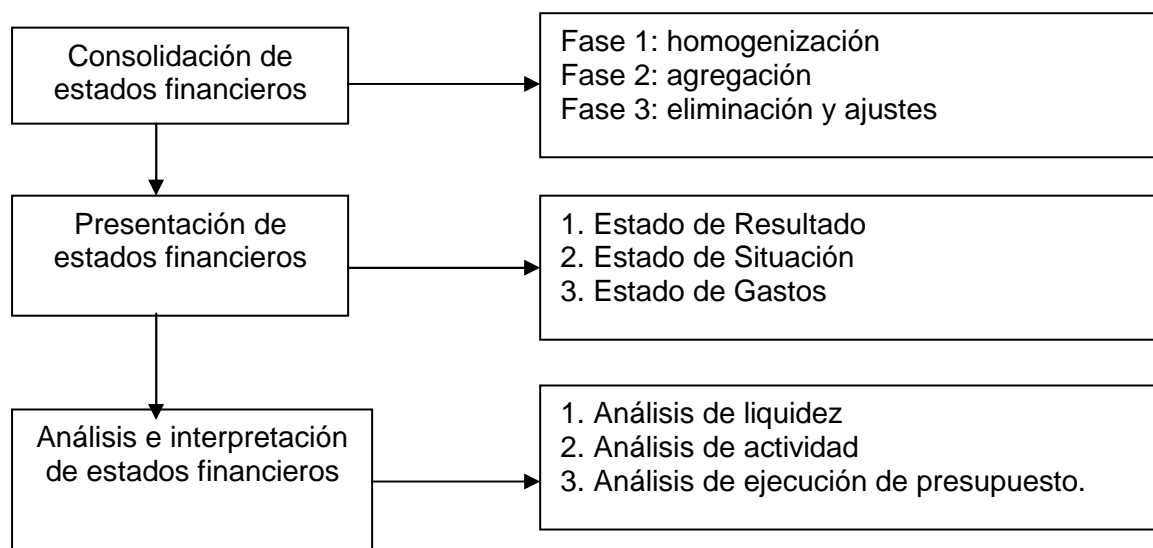 Consolidación de
estados financieros
Fase 1: homogenización
Fase 2: agregación
Fase 3: eliminación y ajustes
Presentación de
estados financieros
1. Estado de Resultado
2. Estado de Situación
3. Estado de Gastos
Análisis e interpretación
de estados financieros
1. Análisis de liquidez
2. Análisis de actividad
3. Análisis de ejecución de presupuesto.